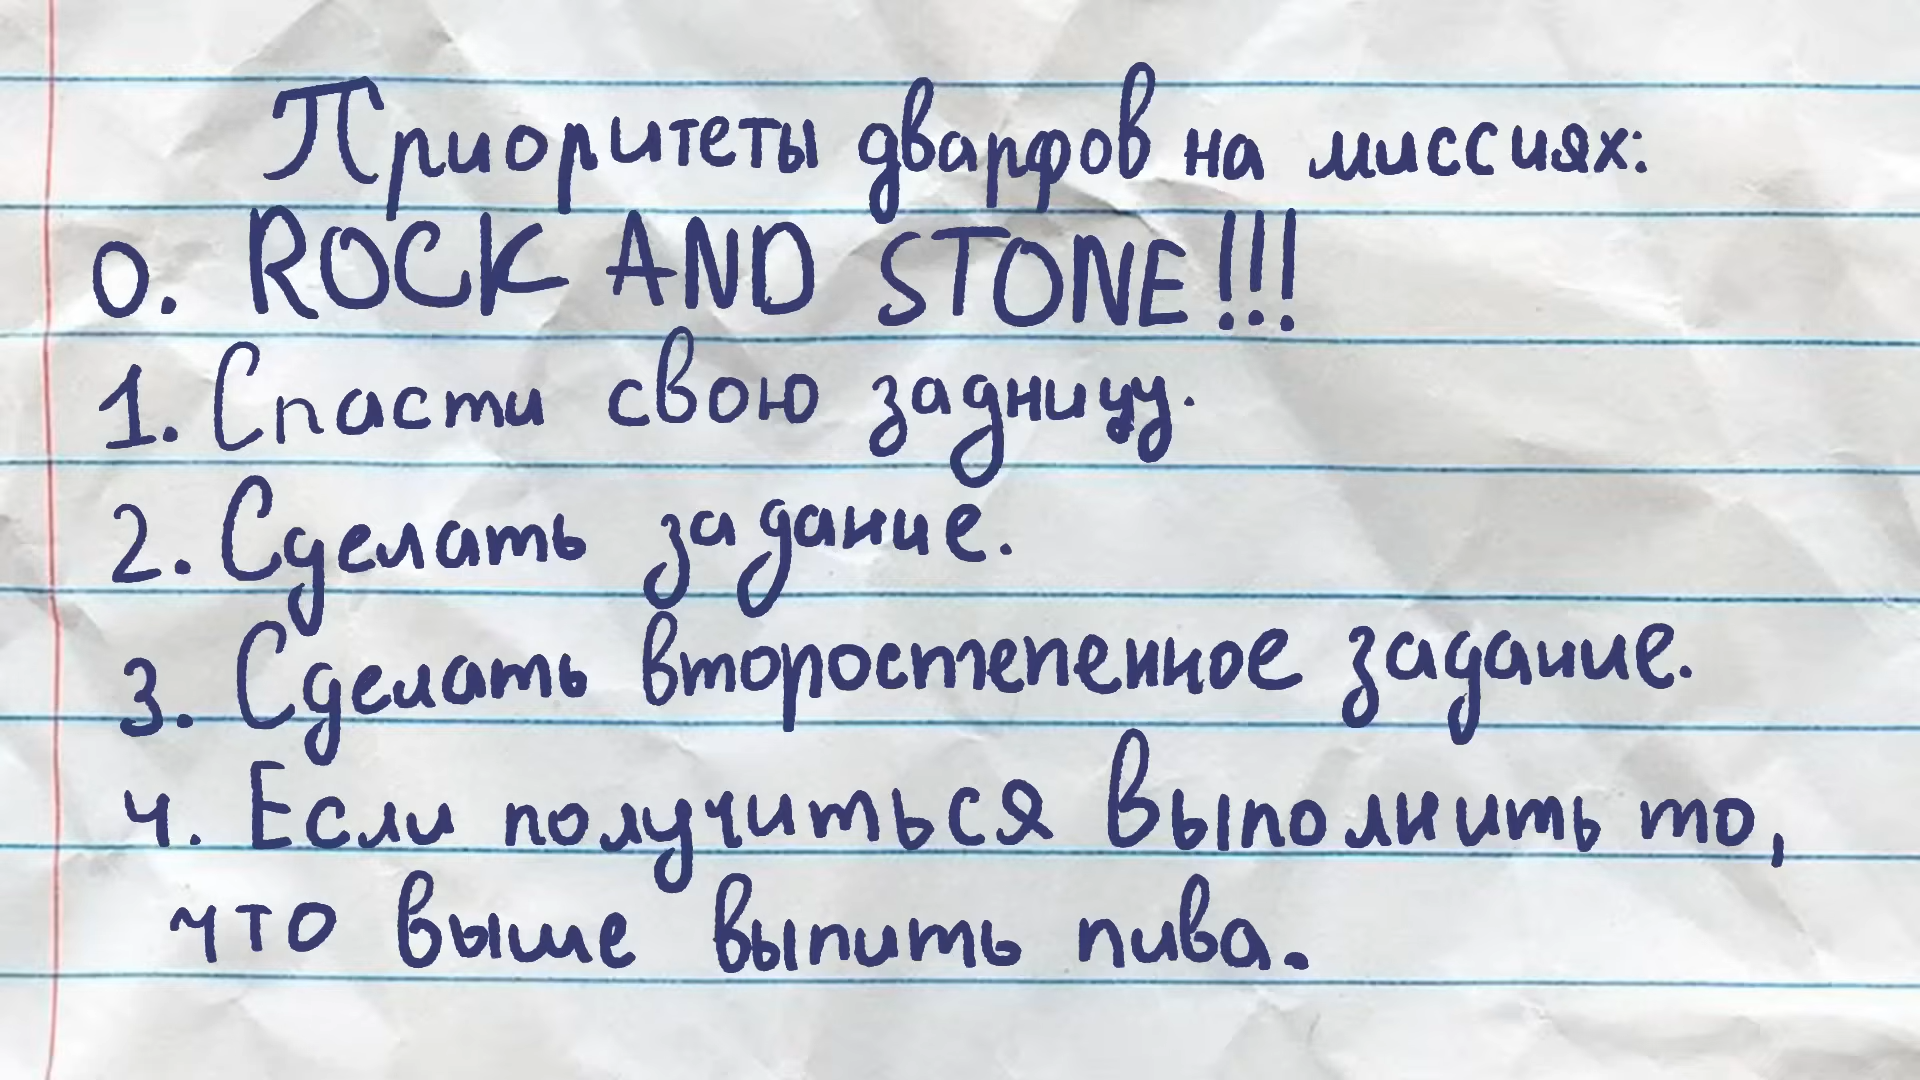 Приоритеты дварфов на миссиях:
0. ROCK AND STONE!!!
1. Спасти свою задницу.
2. Сделать задание.
3. Сделать второстепенное задание.
4. Если получиться выполнить то,
что выше выпить пива.